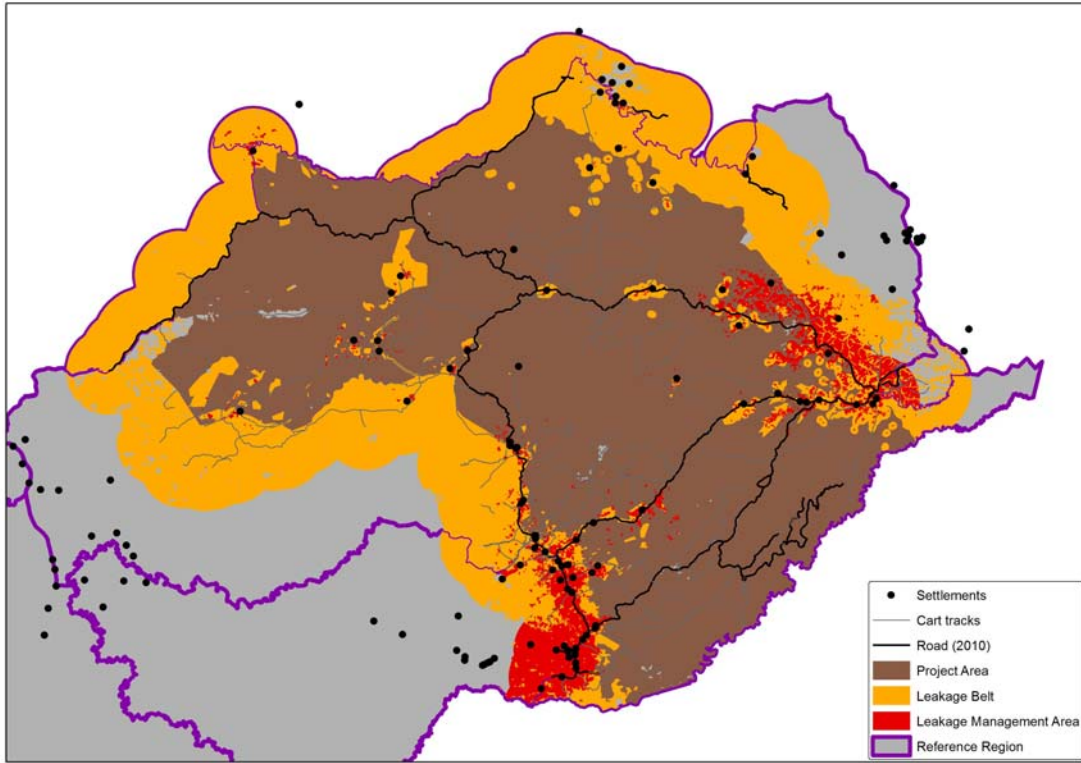 Settlements
Cart tracks
Road (2010)
Project Area
Leakage Belt
Leakage Management Area
Reference Region